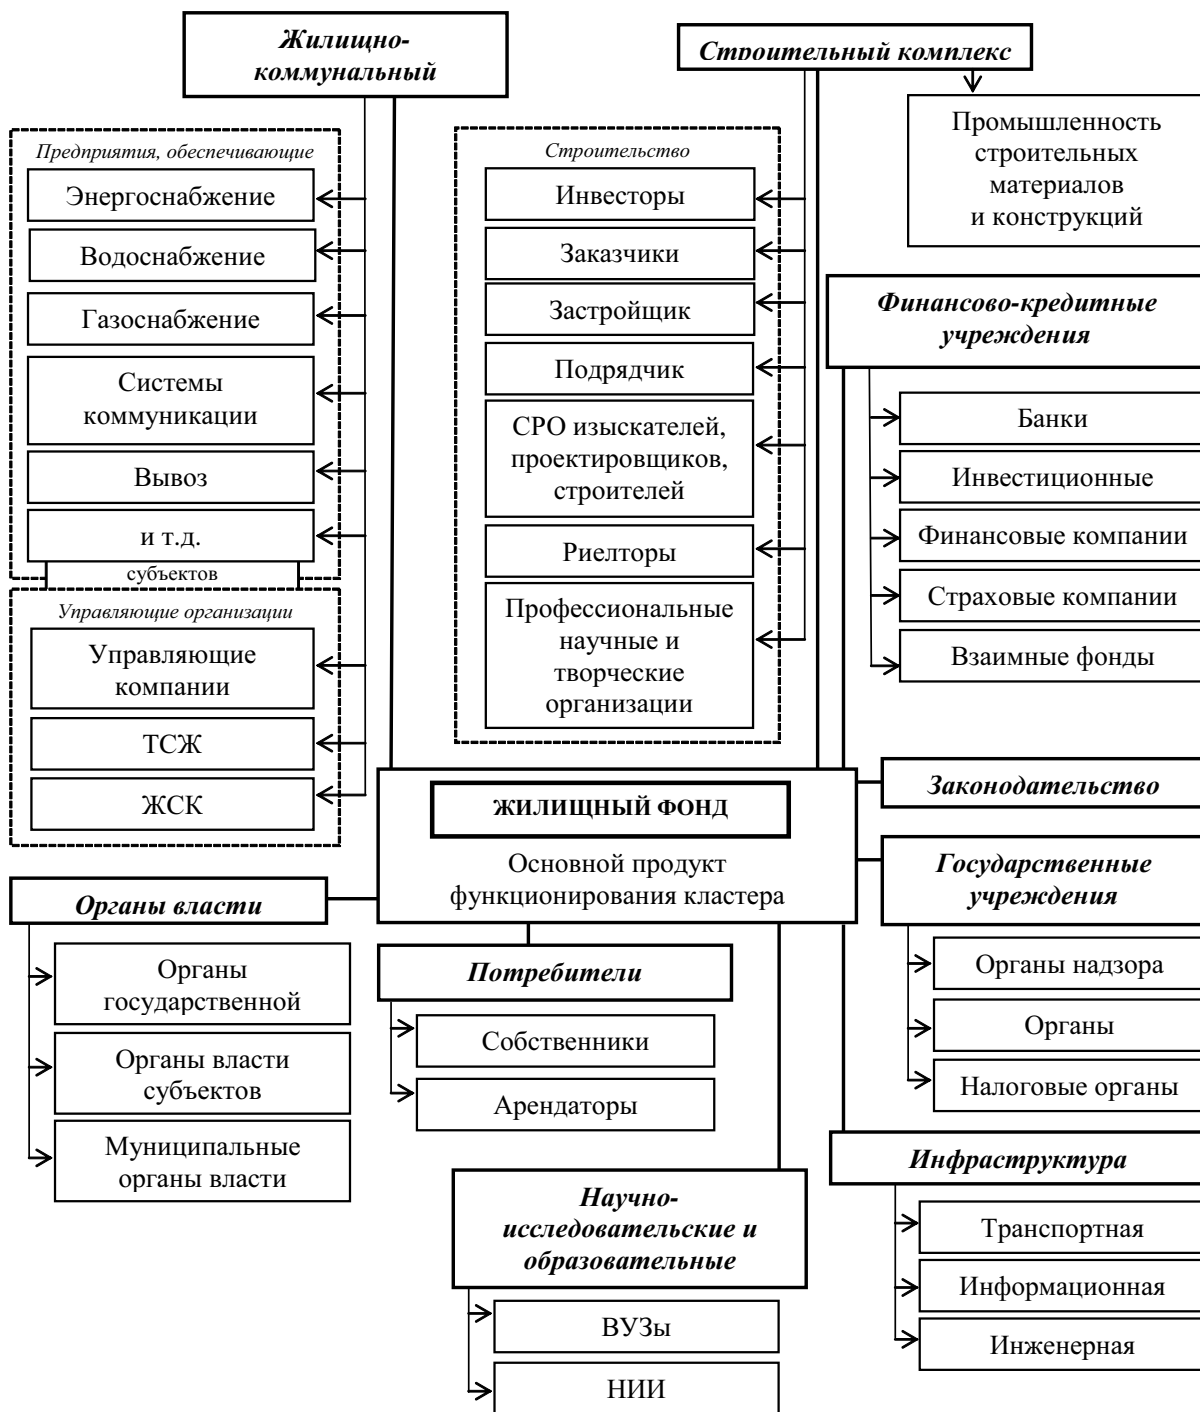 Жилищно-
коммунальный
Предприятия, обеспечивающие
Энергоснабжение
Водоснабжение
Газоснабжение
Системы
коммуникации
Вывоз
и т.д.
субъектов
Управляющие организации
Управляющие
компании
ТСЖ
ЖСК
Строительный комплекс
Строительство
Инвесторы
Заказчики
Застройщик
Подрядчик
СРО изыскателей,
проектировщиков,
строителей
Риелторы
Профессиональные
научные и
творческие
организации
Промышленность
строительных
материалов
и конструкций
Финансово-кредитные
учреждения
Банки
Инвестиционные
Финансовые компании
Страховые компании
Взаимные фонды
ЖИЛИЩНЫЙ ФОНД
Основной продукт
функционирования кластера
Законодательство
Государственные
учреждения
Органы надзора
Органы
Налоговые органы
Органы власти
Органы
государственной
Органы власти
субъектов
Муниципальные
органы власти
Потребители
Собственники
Арендаторы
Научно-
исследовательские и
образовательные
ВУЗы
НИИ
Инфраструктура
Транспортная
Информационная
Инженерная